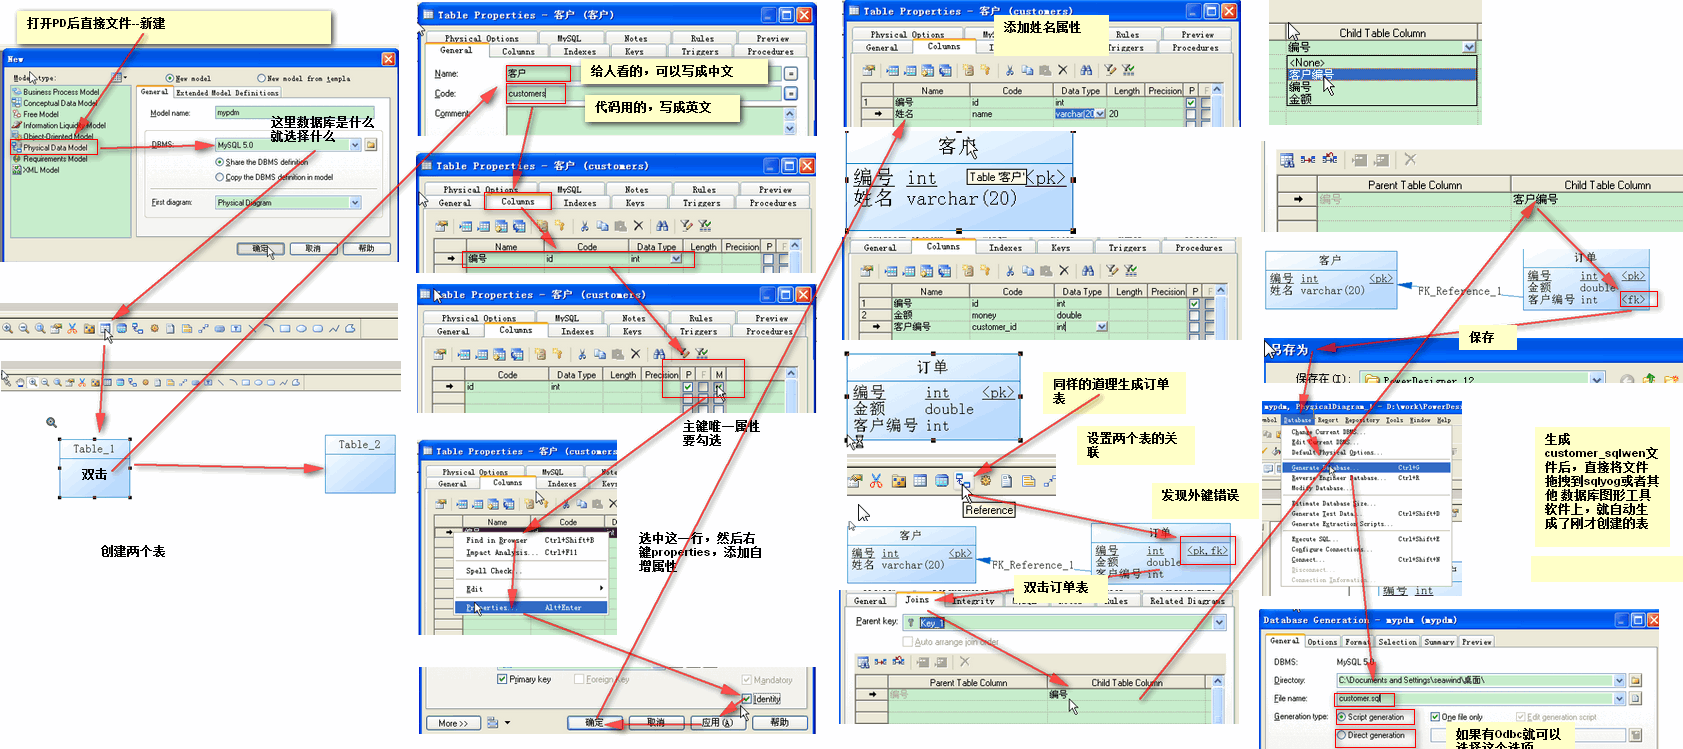 打开PD后直接文件--新建
New
Model type:
New model
New model from templa
Business Process Model
Conceptual Data Model
Free Model
Information Liquidity Model
Object-Oriented Model
Physical Data Model
Requirements Model
XML Model
General
Extended Model Definitions
Model name:
mypdm
这里数据库是什么
就选择什么
DBMS:
MySQL 5.0
Share the DBMS definition
Copy the DBMS definition in model
First diagram:
Physical Diagram
确定
取消
帮助
Table_1
双击
Table_2
创建两个表
Table Properties - 客户 (客户)
Physical Options
MySQL
Notes
Rules
Preview
General
Columns
Indexes
Keys
Triggers
Procedures
Name:
客户
给人看的，可以写成中文
Code:
customers
代码用的，写成英文
Comment:
Table Properties - 客户 (customers)
Physical Options
MySQL
Notes
Rules
Preview
General
Columns
Indexes
Keys
Triggers
Procedures
Name
Code
Data Type
Length
Precision
P
F
编号
id
int
Table Properties - 客户 (customers)
Physical Options
MySQL
Notes
Rules
Preview
General
Columns
Indexes
Keys
Triggers
Procedures
Code
Data Type
Length
Precision
P
F
M
id
int
主键唯一属性
要勾选
Table Properties - 客户 (customers
Physical Options
MySQL
General
Columns
Indexes
Keys
Name
Code
Find in Browser Ctrl+Shift+B
Impact Analysis... Ctrl+F11
Spell Check...
Edit
Properties... Alt+Enter
选中这一行，然后右
键properties，添加自
增属性
Primary key
Foreign key
Mandatory
Identity
More >>
确定
取消
应用(A)
帮助
Table Properties - 客户 (customers)
添加姓名属性
Physical Options
MySQL
Rules
Preview
General
Columns
Indexes
Keys
Triggers
Procedures
Name
Code
Data Type
Length
Precision
P
F
1
编号
id
int
姓名
name
varchar(20)
20
客户
编号 int <pk>
姓名 varchar(20)
Table '客户'
General
Columns
Indexes
Keys
Triggers
Procedures
Name
Code
Data Type
Length
Precision
P
F
1
编号
id
int
2
金额
money
double
客户编号
customer_id
int
订单
编号 int <pk>
金额 double
客户编号 int
同样的道理生成订单
表
设置两个表的关
联
Reference
发现外键错误
客户
编号 int <pk>
姓名 varchar(20)
FK_Reference_1
订单
编号 int <pk,fk>
金额 double
客户编号 int
双击订单表
General
Joins
Integrity
Rules
Related Diagrams
Parent key:
Key_1
Auto arrange join order
Parent Table Column
Child Table Column
编号
编号
Child Table Column
编号
<None>
客户编号
编号
金额
Parent Table Column
Child Table Column
编号
客户编号
客户
编号 int <pk>
姓名 varchar(20)
FK_Reference_1
订单
编号 int <pk>
金额 double
客户编号 int <fk>
保存
另存为
保存在(I):
PowerDesigner 12
mypdm, PhysicalDiagram_1 - D:\work\PowerDesi
Database
Report
Repository
Tools
Window
Change Current DBMS...
Edit Current DBMS...
Default Physical Options...
Generate Database... Ctrl+G
Reverse Engineer Database... Ctrl+R
Modify Database...
Estimate Database Size...
Generate Test Data...
Generate Extraction Scripts...
Execute SQL... Ctrl+Shift+E
Configure Connections...
Connect... Ctrl+Shift+N
Disconnect...
Connection Information...
生成
customer_sqlwen文
件后，直接将文件
拖拽到sqlyog或者其
他 数据库图形工具
软件上，就自动生
成了刚才创建的表
Database Generation - mypdm (mypdm)
General
Options
Format
Selection
Summary
Preview
DBMS:
MySQL 5.0
Directory:
C:\Documents and Settings\seawind\桌面\
File name:
customer.sql
Generation type:
Script generation
One file only
Edit generation script
Direct generation
如果有Odbc就可以
选择这个选项